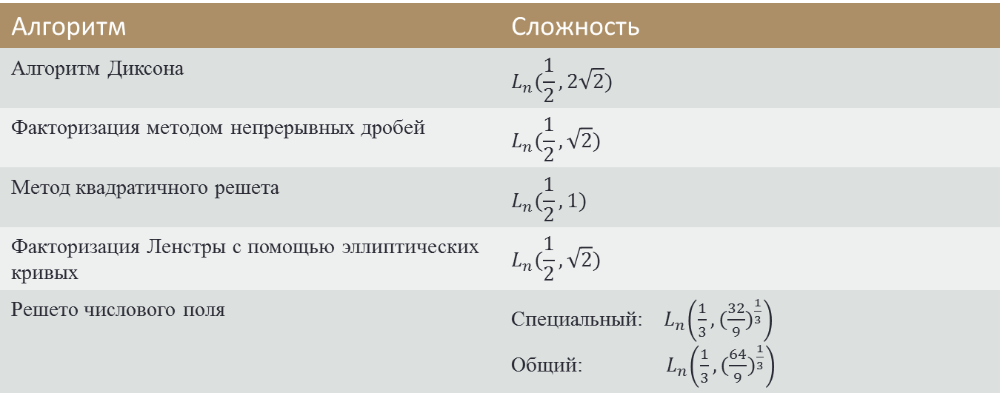 Алгоритм Сложность
Алгоритм Диксона $L_n(\frac{1}{2}, 2\sqrt{2})$
Факторизация методом непрерывных дробей $L_n(\frac{1}{2}, \sqrt{2})$
Метод квадратичного решета $L_n(\frac{1}{2}, 1)$
Факторизация Ленстры с помощью эллиптических
кривых $L_n(\frac{1}{2}, \sqrt{2})$
Решето числового поля Специальный: $L_n\left(\frac{1}{3}, (\frac{32}{9})^{\frac{1}{3}}\right)$
Общий: $L_n\left(\frac{1}{3}, (\frac{64}{9})^{\frac{1}{3}}\right)$